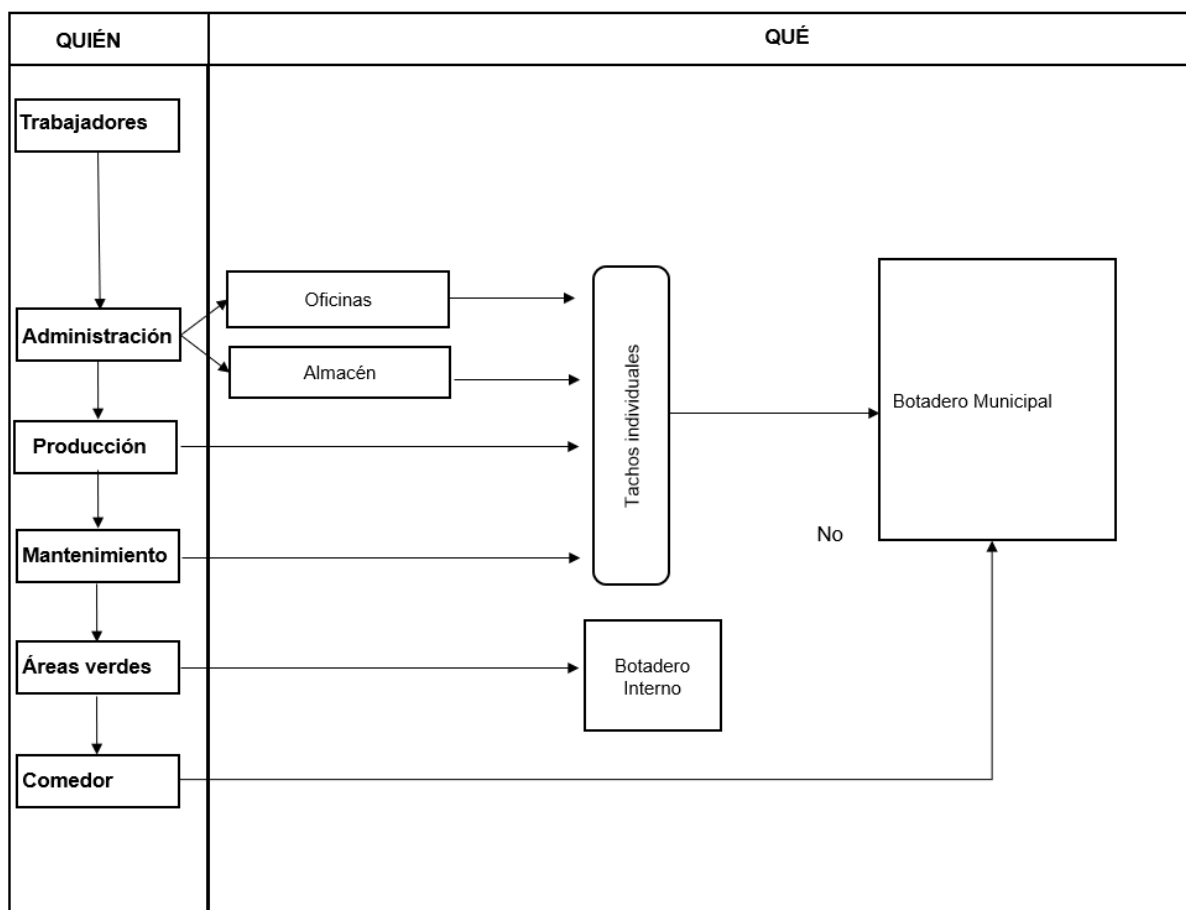 QUIÉN
QUÉ
Trabajadores
Oficinas
Administración
Almacén
Producción
Tachos individuales
Botadero Municipal
No
Mantenimiento
Áreas verdes
Botadero
Interno
Comedor